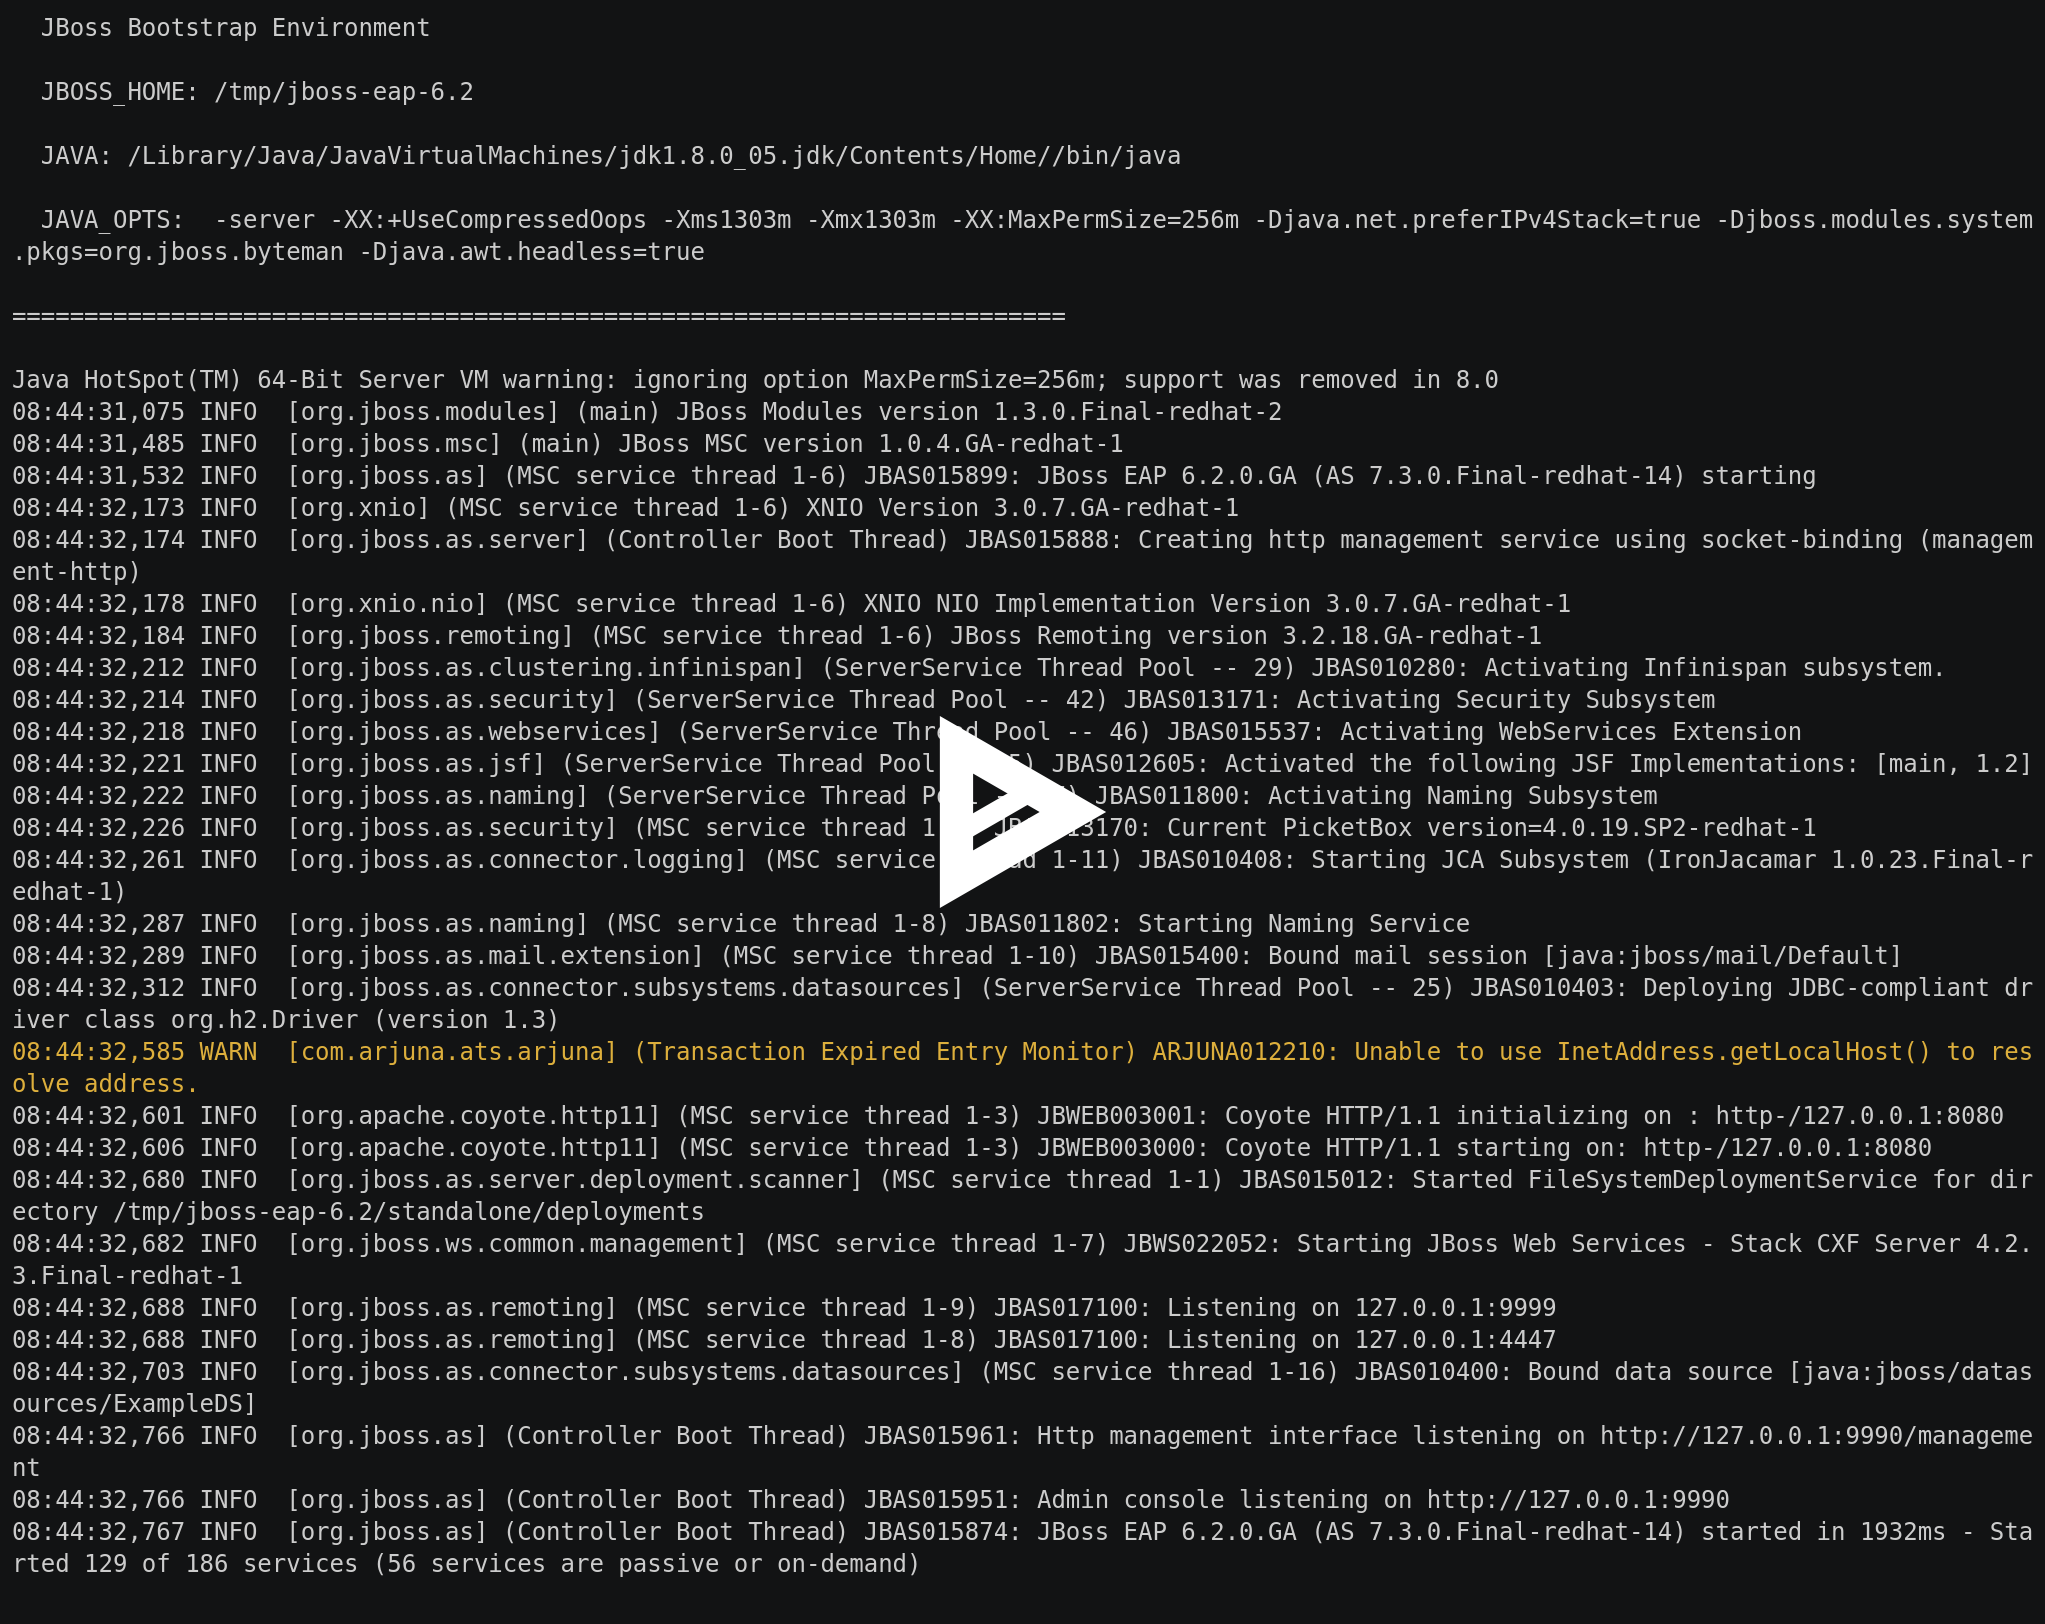 JBoss Bootstrap Environment
JBOSS_HOME: /tmp/jboss-eap-6.2
JAVA: /Library/Java/JavaVirtualMachines/jdk1.8.0_05.jdk/Contents/Home//bin/java
JAVA_OPTS:  -server -XX:+UseCompressedOops -Xms1303m -Xmx1303m -XX:MaxPermSize=256m -Djava.net.preferIPv4Stack=true -Djboss.modules.system
.pkgs=org.jboss.byteman -Djava.awt.headless=true
=========================================================================
Java HotSpot(TM) 64-Bit Server VM warning: ignoring option MaxPermSize=256m; support was removed in 8.0
08:44:31,075 INFO  [org.jboss.modules] (main) JBoss Modules version 1.3.0.Final-redhat-2
08:44:31,485 INFO  [org.jboss.msc] (main) JBoss MSC version 1.0.4.GA-redhat-1
08:44:31,532 INFO  [org.jboss.as] (MSC service thread 1-6) JBAS015899: JBoss EAP 6.2.0.GA (AS 7.3.0.Final-redhat-14) starting
08:44:32,173 INFO  [org.xnio] (MSC service thread 1-6) XNIO Version 3.0.7.GA-redhat-1
08:44:32,174 INFO  [org.jboss.as.server] (Controller Boot Thread) JBAS015888: Creating http management service using socket-binding (managem
ent-http)
08:44:32,178 INFO  [org.xnio.nio] (MSC service thread 1-6) XNIO NIO Implementation Version 3.0.7.GA-redhat-1
08:44:32,184 INFO  [org.jboss.remoting] (MSC service thread 1-6) JBoss Remoting version 3.2.18.GA-redhat-1
08:44:32,212 INFO  [org.jboss.as.clustering.infinispan] (ServerService Thread Pool -- 29) JBAS010280: Activating Infinispan subsystem.
08:44:32,214 INFO  [org.jboss.as.security] (ServerService Thread Pool -- 42) JBAS013171: Activating Security Subsystem
08:44:32,218 INFO  [org.jboss.as.webservices] (ServerService Thread Pool -- 46) JBAS015537: Activating WebServices Extension
08:44:32,221 INFO  [org.jboss.as.jsf] (ServerService Thread Pool JBAS012605: Activated the following JSF Implementations: [main, 1.2]
08:44:32,222 INFO  [org.jboss.as.naming] (ServerService Thread Pool JBAS011800: Activating Naming Subsystem
08:44:32,226 INFO  [org.jboss.as.security] (MSC service thread JBAS013170: Current PicketBox version=4.0.19.SP2-redhat-1
08:44:32,261 INFO  [org.jboss.as.connector.logging] (MSC service thread 1-11) JBAS010408: Starting JCA Subsystem (IronJacamar 1.0.23.Final-r
edhat-1)
08:44:32,287 INFO  [org.jboss.as.naming] (MSC service thread 1-8) JBAS011802: Starting Naming Service
08:44:32,289 INFO  [org.jboss.as.mail.extension] (MSC service thread 1-10) JBAS015400: Bound mail session [java:jboss/mail/Default]
08:44:32,312 INFO  [org.jboss.as.connector.subsystems.datasources] (ServerService Thread Pool -- 25) JBAS010403: Deploying JDBC-compliant dr
iver class org.h2.Driver (version 1.3)
08:44:32,585 WARN  [com.arjuna.ats.arjuna] (Transaction Expired Entry Monitor) ARJUNA012210: Unable to use InetAddress.getLocalHost() to res
olve address.
08:44:32,601 INFO  [org.apache.coyote.http11] (MSC service thread 1-3) JBWEB003001: Coyote HTTP/1.1 initializing on : http-/127.0.0.1:8080
08:44:32,606 INFO  [org.apache.coyote.http11] (MSC service thread 1-3) JBWEB003000: Coyote HTTP/1.1 starting on: http-/127.0.0.1:8080
08:44:32,680 INFO  [org.jboss.as.server.deployment.scanner] (MSC service thread 1-1) JBAS015012: Started FileSystemDeploymentService for dir
ectory /tmp/jboss-eap-6.2/standalone/deployments
08:44:32,682 INFO  [org.jboss.ws.common.management] (MSC service thread 1-7) JBWS022052: Starting JBoss Web Services - Stack CXF Server 4.2.
3.Final-redhat-1
08:44:32,688 INFO  [org.jboss.as.remoting] (MSC service thread 1-9) JBAS017100: Listening on 127.0.0.1:9999
08:44:32,688 INFO  [org.jboss.as.remoting] (MSC service thread 1-8) JBAS017100: Listening on 127.0.0.1:4447
08:44:32,703 INFO  [org.jboss.as.connector.subsystems.datasources] (MSC service thread 1-16) JBAS010400: Bound data source [java:jboss/datas
ources/ExampleDS]
08:44:32,766 INFO  [org.jboss.as] (Controller Boot Thread) JBAS015961: Http management interface listening on http://127.0.0.1:9990/manageme
nt
08:44:32,766 INFO  [org.jboss.as] (Controller Boot Thread) JBAS015951: Admin console listening on http://127.0.0.1:9990
08:44:32,767 INFO  [org.jboss.as] (Controller Boot Thread) JBAS015874: JBoss EAP 6.2.0.GA (AS 7.3.0.Final-redhat-14) started in 1932ms - Sta
rted 129 of 186 services (56 services are passive or on-demand)